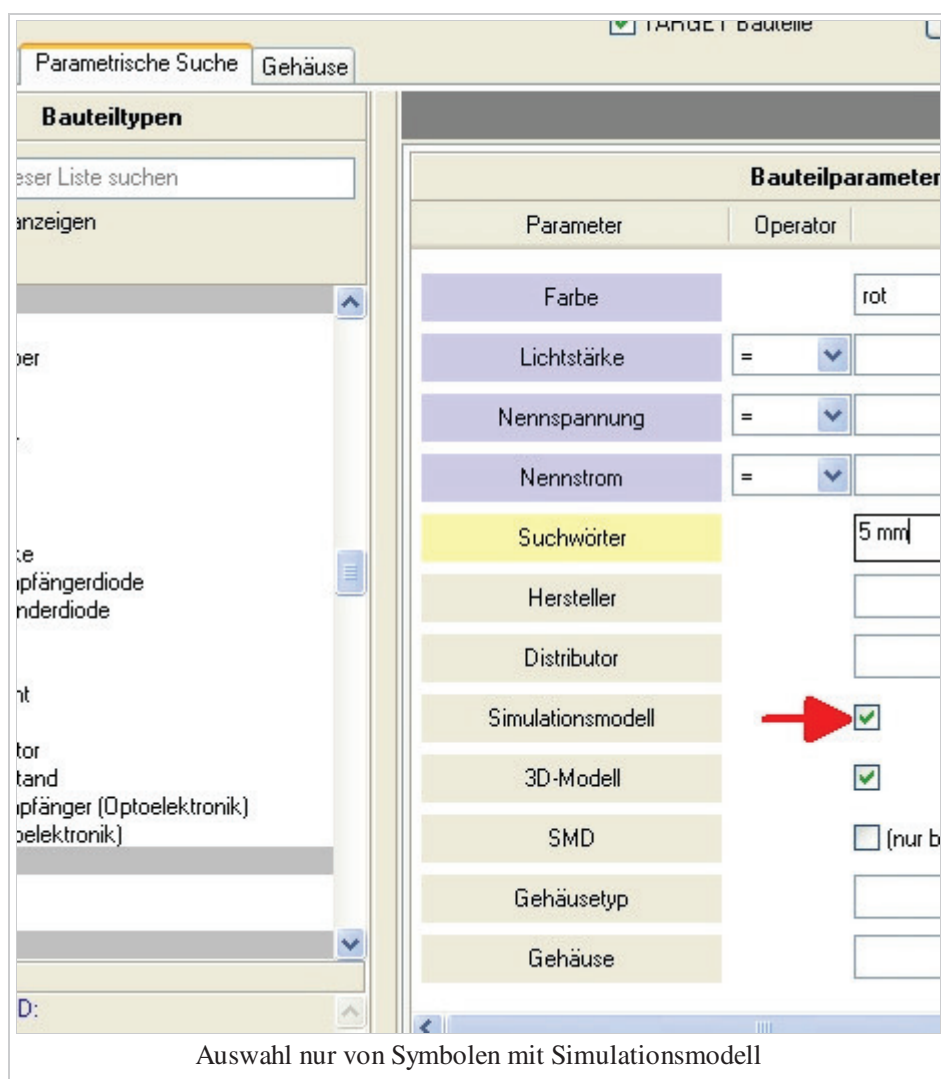 TARGET Bauteile
Parametrische Suche Gehäuse
Bauteiltypen
eser Liste suchen
anzeigen
er
ke
pfängerdiode
nderdiode
nt
tor
tand
pfänger (Optoelektronik)
oelektronik)
D:
Bauteilparameter
Parameter Operator
Farbe rot
Lichtstärke =
Nennspannung =
Nennstrom =
Suchwörter 5 mm
Hersteller
Distributor
Simulationsmodell
3D-Modell
SMD (nur b
Gehäusetyp
Gehäuse
Auswahl nur von Symbolen mit Simulationsmodell